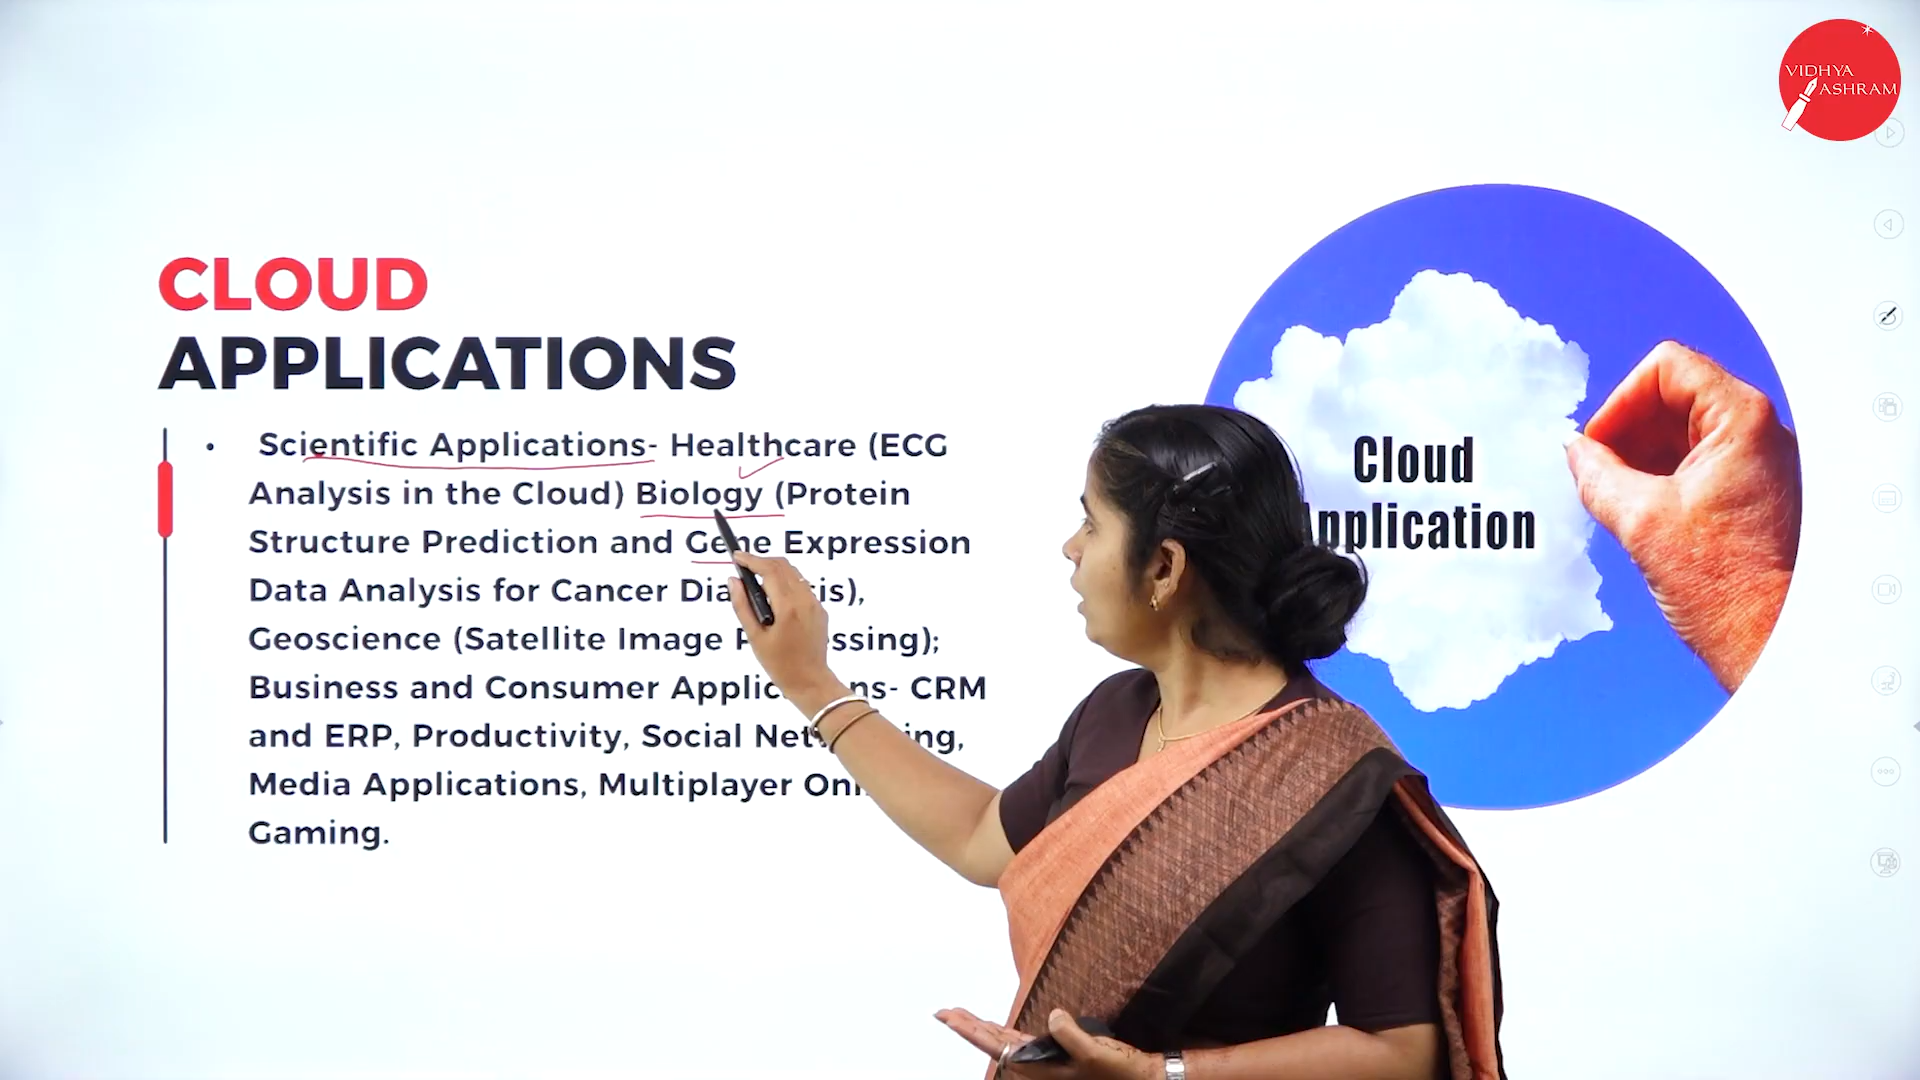 VIDHYA
ASHRAM
CLOUD
APPLICATIONS
• Scientific Applications- Healthcare (ECG
Analysis in the Cloud) Biology (Protein
Structure Prediction and Gene Expression
Data Analysis for Cancer
Geoscience (Satellite Image
Business and Consumer CRM
and ERP, Productivity, Social
Media Applications, Multiplayer
Gaming.
Cloud